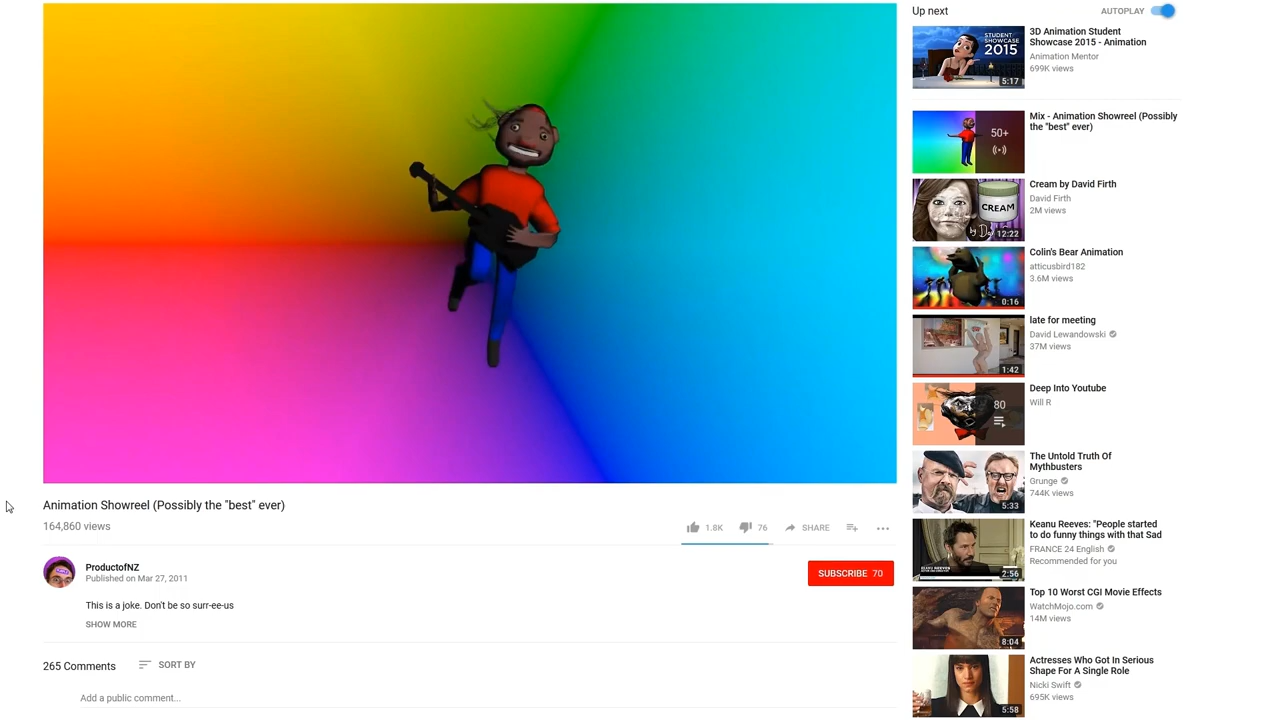 Up next
AUTOPLAY
STUDENT
SHOWCASE
2015
5:17
3D Animation Student
Showcase 2015 - Animation
Animation Mentor
699K views
50+
Mix - Animation Showreel (Possibly
the "best" ever)
CREAM
by D
12:22
Cream by David Firth
David Firth
2M views
0:16
Colin's Bear Animation
atticusbird182
3.6M views
1:42
late for meeting
David Lewandowski
37M views
80
Deep Into Youtube
Will R
5:33
The Untold Truth Of
Mythbusters
Grunge
744K views
2:56
Keanu Reeves: "People started
to do funny things with that Sad
FRANCE 24 English
Recommended for you
8:04
Top 10 Worst CGI Movie Effects
WatchMojo.com
14M views
5:58
Actresses Who Got In Serious
Shape For A Single Role
Nicki Swift
695K views
Animation Showreel (Possibly the "best" ever)
164,860 views
1.8K
76
SHARE
ProductofNZ
Published on Mar 27, 2011
SUBSCRIBE 70
This is a joke. Don't be so surr-ee-us
SHOW MORE
265 Comments
SORT BY
Add a public comment...